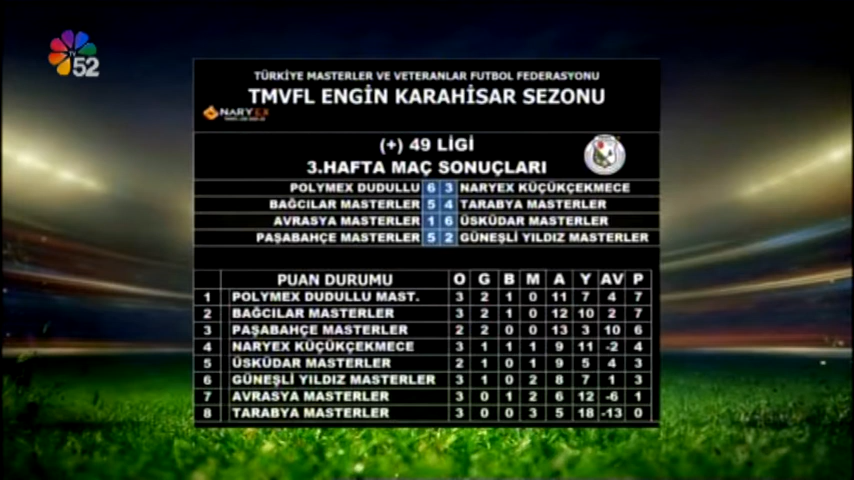 TV
52
TÜRKİYE MASTERLER VE VETERANLAR FUTBOL FEDERASYONU
TMVFL ENGİN KARAHİSAR SEZONU
NARYEX
(+) 49 LİGİ
3.HAFTA MAÇ SONUÇLARI
POLYMEX DUDULLU 6 3 NARYEX KÜÇÜKÇEKMECE
BAĞCILAR MASTERLER 5 4 TARABYA MASTERLER
AVRASYA MASTERLER 1 6 ÜSKÜDAR MASTERLER
PAŞABAHÇE MASTERLER 5 2 GÜNEŞLİ YILDIZ MASTERLER
PUAN DURUMU O G B M A Y AV P
1 POLYMEX DUDULLU MAST. 3 2 1 0 11 7 4 7
2 BAĞCILAR MASTERLER 3 2 1 0 12 10 2 7
3 PAŞABAHÇE MASTERLER 2 2 0 0 13 3 10 6
4 NARYEX KÜÇÜKÇEKMECE 3 1 1 1 9 11 -2 4
5 ÜSKÜDAR MASTERLER 2 1 0 1 9 5 4 3
6 GÜNEŞLİ YILDIZ MASTERLER 3 1 0 2 8 7 1 3
7 AVRASYA MASTERLER 3 0 1 2 6 12 -6 1
8 TARABYA MASTERLER 3 0 0 3 5 18 -13 0